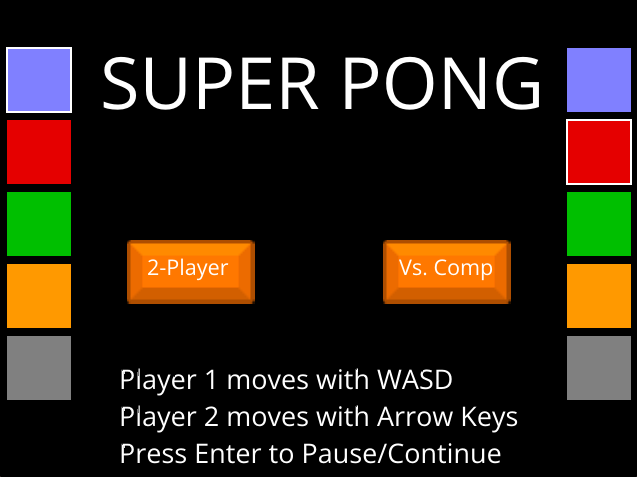 SUPER PONG
2-Player
Vs. Comp
Player 1 moves with WASD
Player 2 moves with Arrow Keys
Press Enter to Pause/Continue